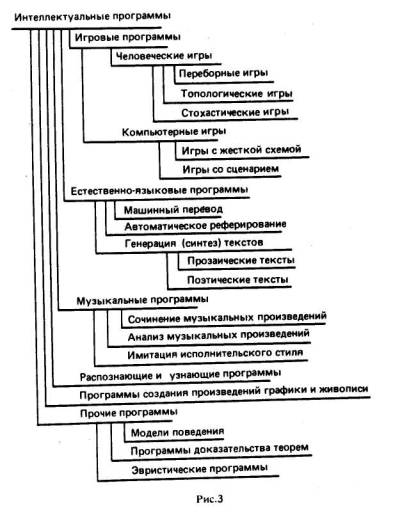 Интеллектуальные программы
Игровые программы
Человеческие игры
Переборные игры
Топологические игры
Стохастические игры
Компьютерные игры
Игры с жесткой схемой
Игры со сценарием
Естественно-языковые программы
Машинный перевод
Автоматическое реферирование
Генерация (синтез) текстов
Прозаические тексты
Поэтические тексты
Музыкальные программы
Сочинение музыкальных произведений
Анализ музыкальных произведений
Имитация исполнительского стиля
Распознающие и узнающие программы
Программы создания произведений графики и живописи
Прочие программы
Модели поведения
Программы доказательства теорем
Эвристические программы
Рис.3